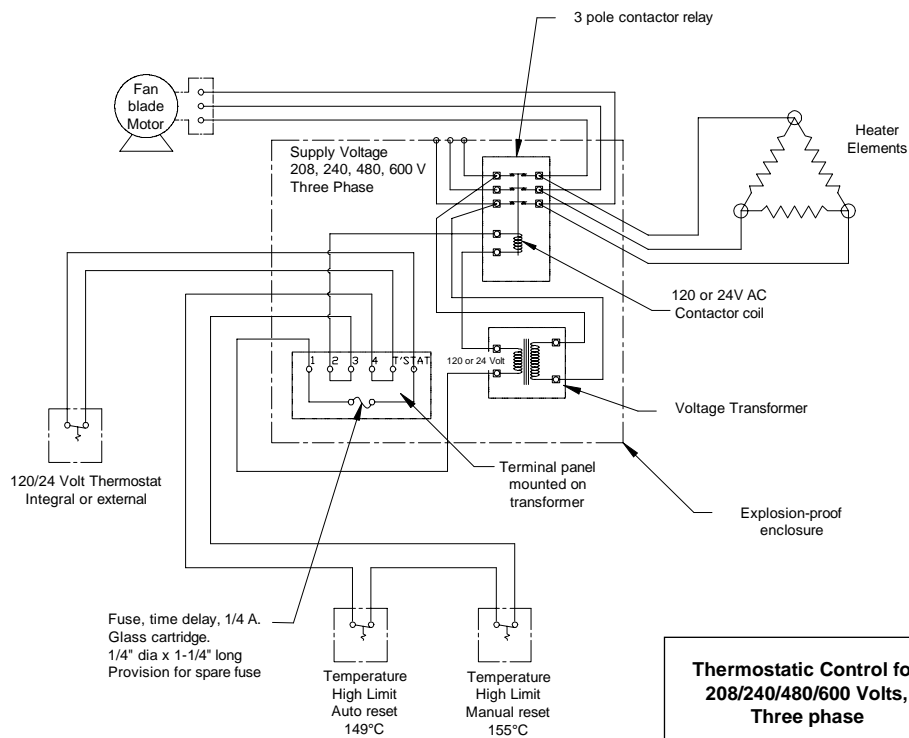 3 pole contactor relay
Fan
blade
Motor
Supply Voltage
208, 240, 480, 600 V
Three Phase
Heater
Elements
120 or 24V AC
Contactor coil
1 2 3 4 T'STAT
120 or 24 Volt
Voltage Transformer
120/24 Volt Thermostat
Integral or external
Terminal panel
mounted on
transformer
Explosion-proof
enclosure
Fuse, time delay, 1/4 A.
Glass cartridge.
1/4" dia x 1-1/4" long
Provision for spare fuse
Temperature
High Limit
Auto reset
149°C
Temperature
High Limit
Manual reset
155°C
Thermostatic Control fo
208/240/480/600 Volts,
Three phase